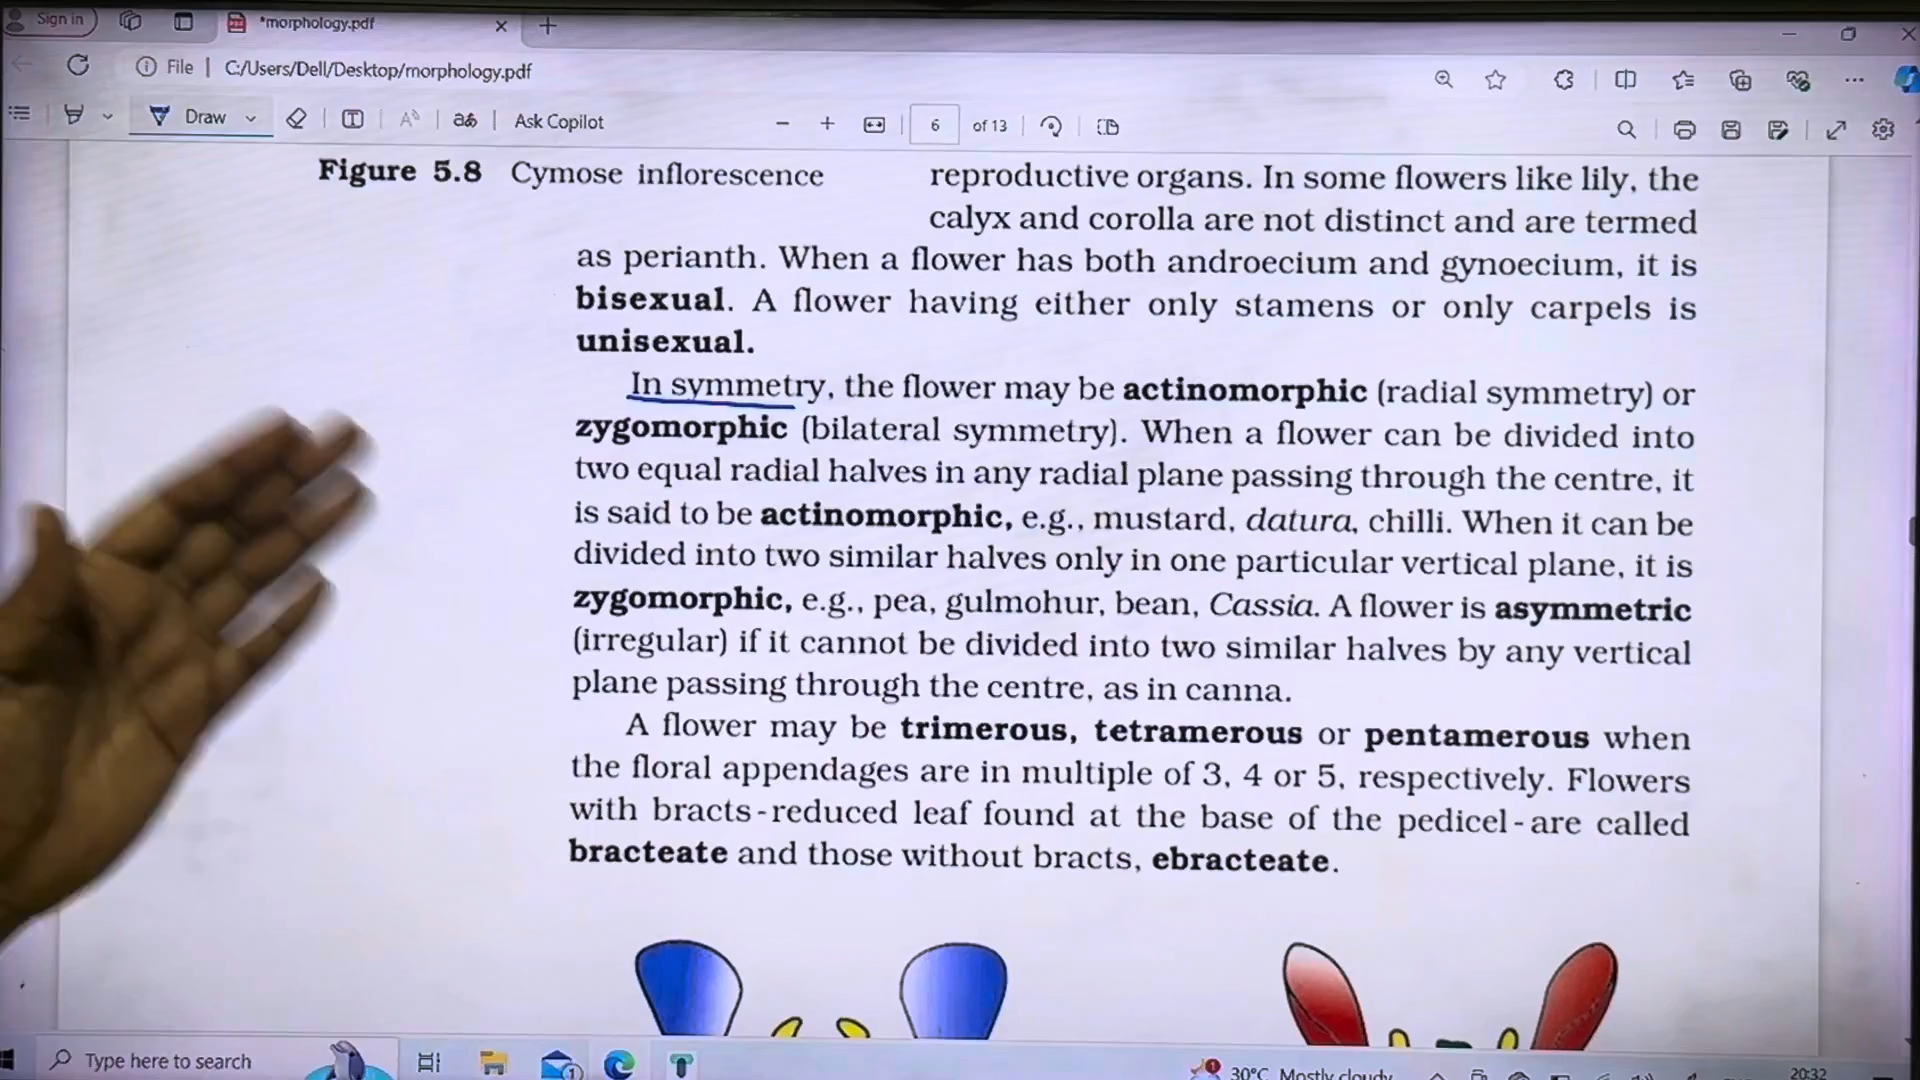 Sign in
*morphology.pdf
File
C:/Users/Dell/Desktop/morphology.pdf
Draw
Ask Copilot
6 of 13
Figure 5.8 Cymose inflorescence
reproductive organs. In some flowers like lily, the
calyx and corolla are not distinct and are termed
as perianth. When a flower has both androecium and gynoecium, it is
bisexual. A flower having either only stamens or only carpels is
unisexual.
In symmetry, the flower may be actinomorphic (radial symmetry) or
zygomorphic (bilateral symmetry). When a flower can be divided into
two equal radial halves in any radial plane passing through the centre, it
is said to be actinomorphic, e.g., mustard, datura, chilli. When it can be
divided into two similar halves only in one particular vertical plane, it is
zygomorphic, e.g., pea, gulmohur, bean, Cassia. A flower is asymmetric
(irregular) if it cannot be divided into two similar halves by any vertical
plane passing through the centre, as in canna.
A flower may be trimerous, tetramerous or pentamerous when
the floral appendages are in multiple of 3, 4 or 5, respectively. Flowers
with bracts-reduced leaf found at the base of the pedicel-are called
bracteate and those without bracts, ebracteate.
Type here to search
30°C Mostly cloudy
20:32